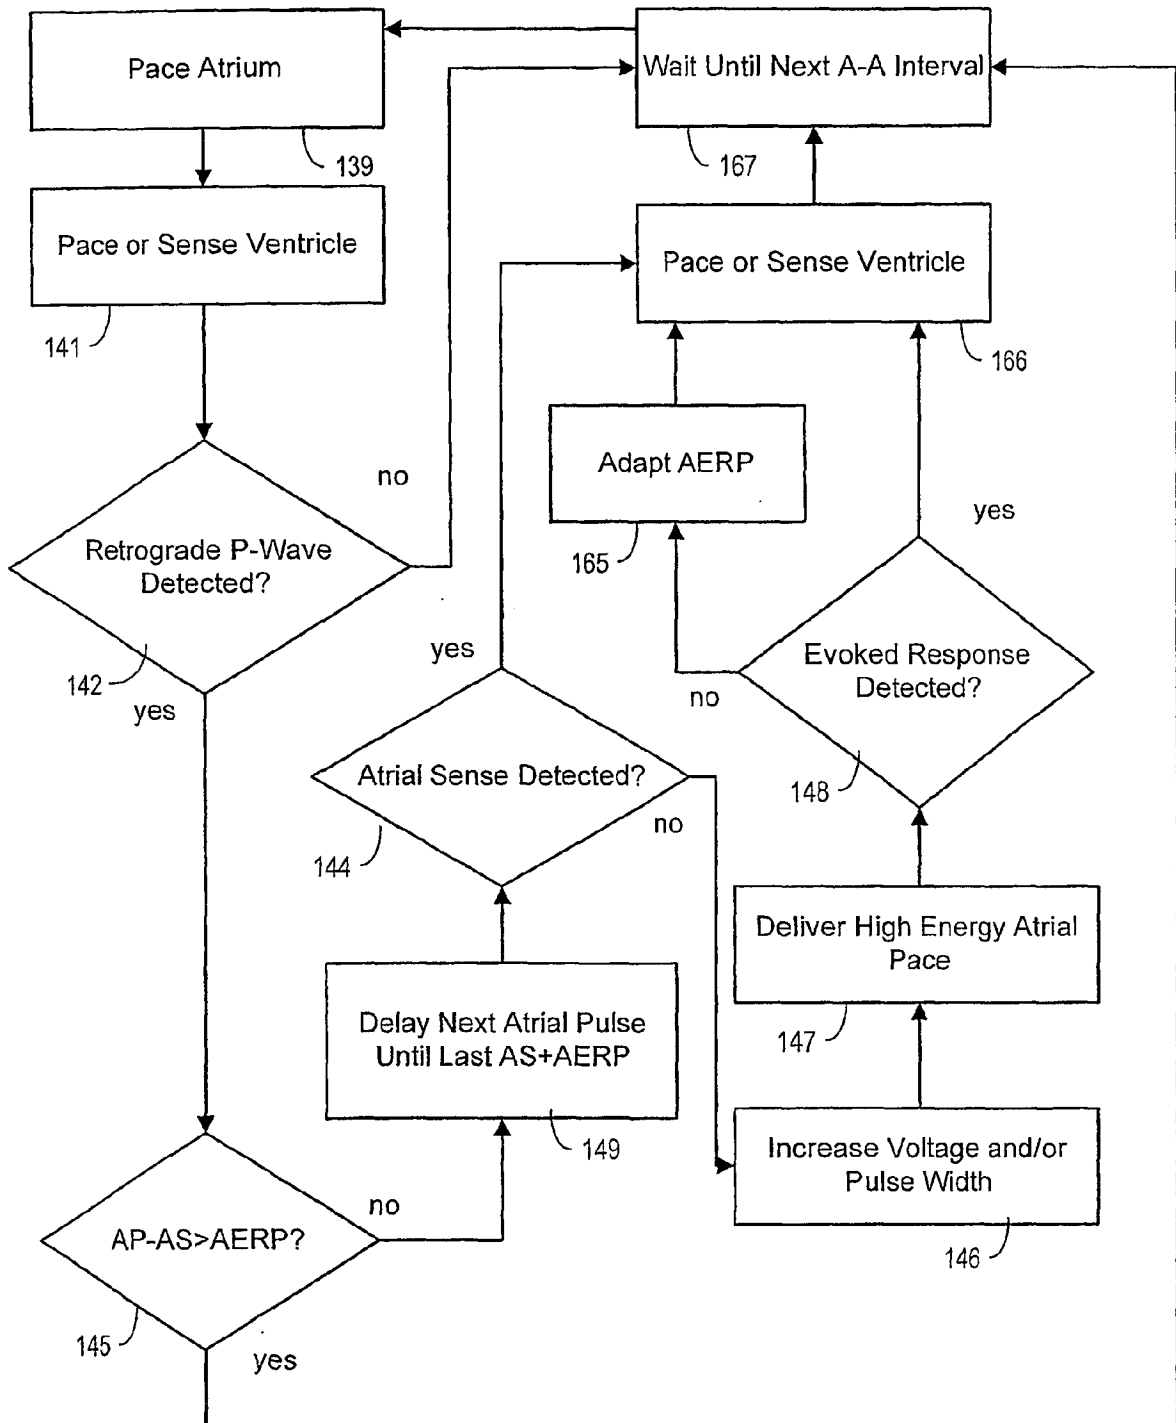 Pace Atrium
139
Wait Until Next A-A Interval
167
Pace or Sense Ventricle
141
Pace or Sense Ventricle
166
Adapt AERP
165
no
yes
Retrograde P-Wave
Detected?
142
yes
yes
Evoked Response
Detected?
no
148
Atrial Sense Detected?
144
no
Deliver High Energy Atrial
Pace
147
Delay Next Atrial Pulse
Until Last AS+AERP
149
Increase Voltage and/or
Pulse Width
146
AP-AS>AERP?
no
145
yes